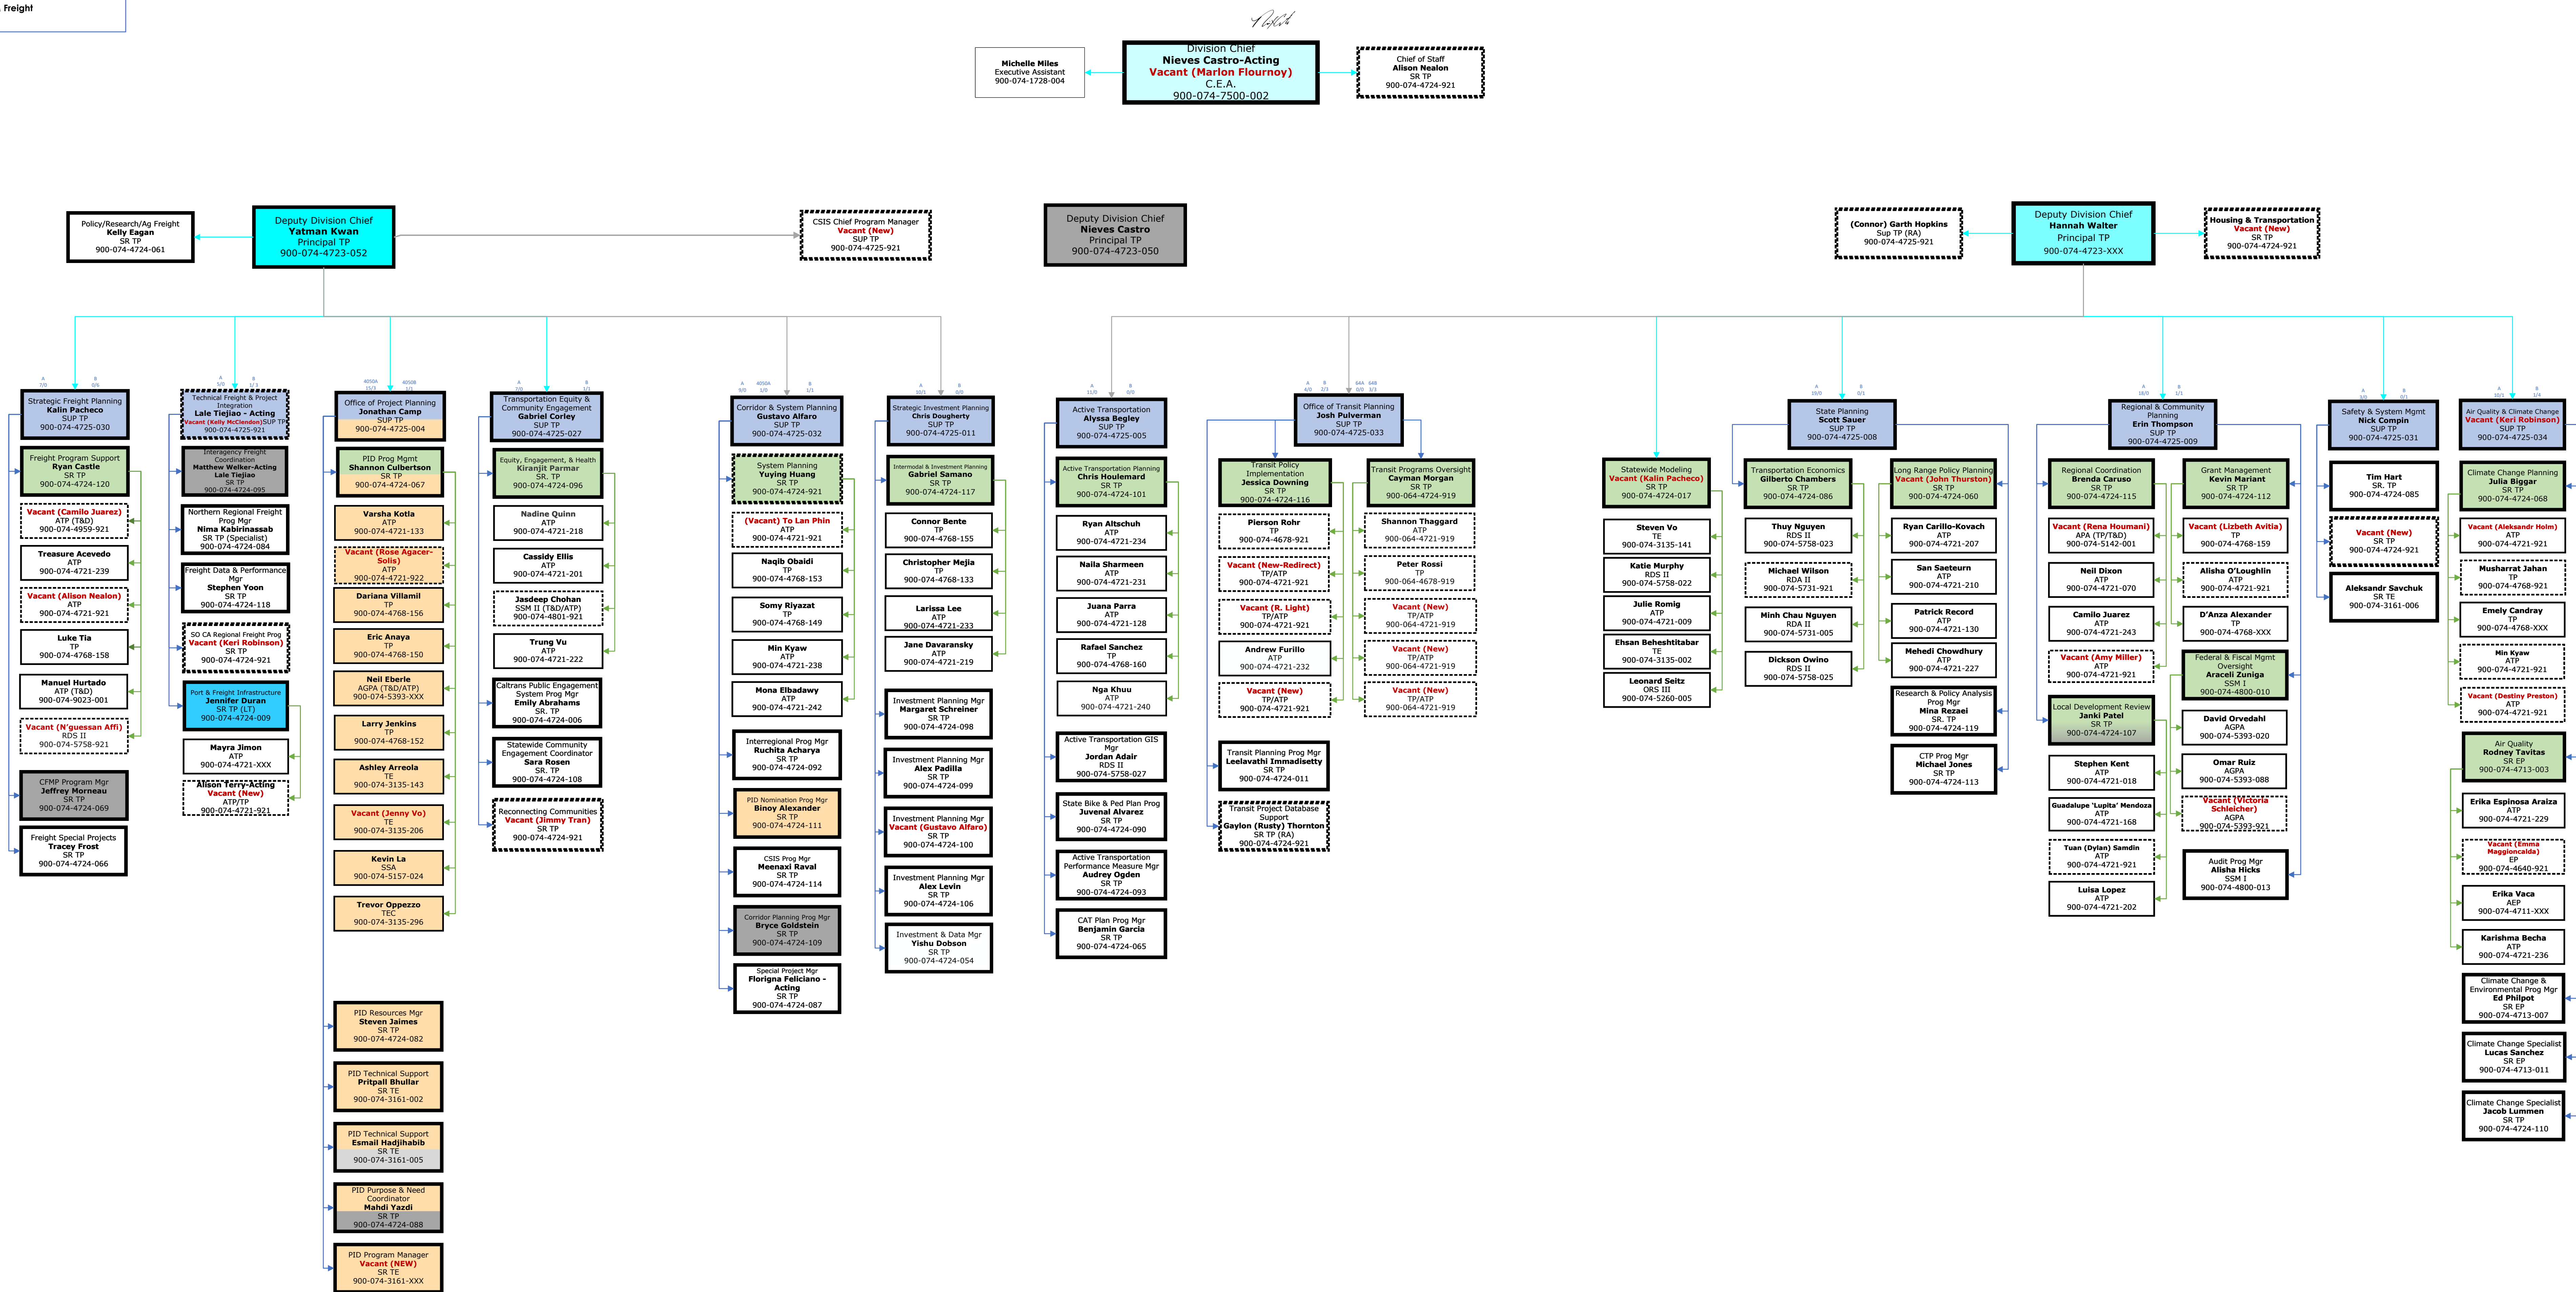 Freight
Michelle Miles
Executive Assistant
900-074-1728-004
Division Chief
Nieves Castro-Acting
Vacant (Marlon Flournoy)
C.E.A.
900-074-7500-002
Chief of Staff
Alison Nealon
SR TP
900-074-4724-921
Policy/Research/Ag Freight
Kelly Eagan
SR TP
900-074-4724-061
Deputy Division Chief
Yatman Kwan
Principal TP
900-074-4723-052
CSIS Chief Program Manager
Vacant (New)
SUP TP
900-074-4725-921
Deputy Division Chief
Nieves Castro
Principal TP
900-074-4723-050
(Connor) Garth Hopkins
Sup TP (RA)
900-074-4725-921
Deputy Division Chief
Hannah Walter
Principal TP
900-074-4723-XXX
Housing & Transportation
Vacant (New)
SR TP
900-074-4724-921
A B
7/0 0/6
Strategic Freight Planning
Kalin Pacheco
SUP TP
900-074-4725-030
Freight Program Support
Ryan Castle
SR TP
900-074-4724-120
Vacant (Camilo Juarez)
ATP (T&D)
900-074-4959-921
Treasure Acevedo
ATP
900-074-4721-239
Vacant (Alison Nealon)
ATP
900-074-4721-921
Luke Tia
TP
900-074-4768-158
Manuel Hurtado
ATP (T&D)
900-074-9023-001
Vacant (N'guessan Affi)
RDS II
900-074-5758-921
CFMP Program Mgr
Jeffrey Morneau
SR TP
900-074-4724-069
Freight Special Projects
Tracey Frost
SR TP
900-074-4724-066
A B
5/0 1/ 3
Technical Freight & Project
Integration
Lale Tiejiao - Acting
Vacant (Kelly McClendon)SUP TP
900-074-4725-921
Interagency Freight
Coordination
Matthew Welker-Acting
Lale Tiejiao
SR TP
900-074-4724-095
Northern Regional Freight
Prog Mgr
Nima Kabirinassab
SR TP (Specialist)
900-074-4724-084
Freight Data & Performance
Mgr
Stephen Yoon
SR TP
900-074-4724-118
SO CA Regional Freight Prog
Vacant (Keri Robinson)
SR TP
900-074-4724-921
Port & Freight Infrastructure
Jennifer Duran
SR TP (LT)
900-074-4724-009
Mayra Jimon
ATP
900-074-4721-XXX
Alison Terry-Acting
Vacant (New)
ATP/TP
900-074-4721-921
4050A 4050B
15/3 1/1
Office of Project Planning
Jonathan Camp
SUP TP
900-074-4725-004
PID Prog Mgmt
Shannon Culbertson
SR TP
900-074-4724-067
Varsha Kotla
ATP
900-074-4721-133
Vacant (Rose Agacer-
Solis)
ATP
900-074-4721-922
Dariana Villamil
TP
900-074-4768-156
Eric Anaya
TP
900-074-4768-150
Neil Eberle
AGPA (T&D/ATP)
900-074-5393-XXX
Larry Jenkins
TP
900-074-4768-152
Ashley Arreola
TE
900-074-3135-143
Vacant (Jenny Vo)
TE
900-074-3135-206
Kevin La
SSA
900-074-5157-024
Trevor Oppezzo
TEC
900-074-3135-296
PID Resources Mgr
Steven Jaimes
SR TP
900-074-4724-082
PID Technical Support
Pritpall Bhullar
SR TE
900-074-3161-002
PID Technical Support
Esmail Hadjihabib
SR TE
900-074-3161-005
PID Purpose & Need
Coordinator
Mahdi Yazdi
SR TP
900-074-4724-088
PID Program Manager
Vacant (NEW)
SR TE
900-074-3161-XXX
A B
7/0 1/1
Transportation Equity &
Community Engagement
Gabriel Corley
SUP TP
900-074-4725-027
Equity, Engagement, & Health
Kiranjit Parmar
SR. TP
900-074-4724-096
Nadine Quinn
ATP
900-074-4721-218
Cassidy Ellis
ATP
900-074-4721-201
Jasdeep Chohan
SSM II (T&D/ATP)
900-074-4801-921
Trung Vu
ATP
900-074-4721-222
Caltrans Public Engagement
System Prog Mgr
Emily Abrahams
SR. TP
900-074-4724-006
Statewide Community
Engagement Coordinator
Sara Rosen
SR. TP
900-074-4724-108
Reconnecting Communities
Vacant (Jimmy Tran)
SR TP
900-074-4724-921
A 4050A B
9/0 1/0 1/1
Corridor & System Planning
Gustavo Alfaro
SUP TP
900-074-4725-032
System Planning
Yuying Huang
SR TP
900-074-4724-921
(Vacant) To Lan Phin
ATP
900-074-4721-921
Naqib Obaidi
TP
900-074-4768-153
Somy Riyazat
TP
900-074-4768-149
Min Kyaw
ATP
900-074-4721-238
Mona Elbadawy
ATP
900-074-4721-242
Interregional Prog Mgr
Ruchita Acharya
SR TP
900-074-4724-092
PID Nomination Prog Mgr
Binoy Alexander
SR TP
900-074-4724-111
CSIS Prog Mgr
Meenaxi Raval
SR TP
900-074-4724-114
Corridor Planning Prog Mgr
Bryce Goldstein
SR TP
900-074-4724-109
Special Project Mgr
Florigna Feliciano -
Acting
SR TP
900-074-4724-087
A B
10/1 0/0
Strategic Investment Planning
Chris Dougherty
SUP TP
900-074-4725-011
Intermodal & Investment Planning
Gabriel Samano
SR TP
900-074-4724-117
Connor Bente
TP
900-074-4768-155
Christopher Mejia
TP
900-074-4768-133
Larissa Lee
ATP
900-074-4721-233
Jane Davaransky
ATP
900-074-4721-219
Investment Planning Mgr
Margaret Schreiner
SR TP
900-074-4724-098
Investment Planning Mgr
Alex Padilla
SR TP
900-074-4724-099
Investment Planning Mgr
Vacant (Gustavo Alfaro)
SR TP
900-074-4724-100
Investment Planning Mgr
Alex Levin
SR TP
900-074-4724-106
Investment & Data Mgr
Yishu Dobson
SR TP
900-074-4724-054
A B
11/0 0/0
Active Transportation
Alyssa Begley
SUP TP
900-074-4725-005
Active Transportation Planning
Chris Houlemard
SR TP
900-074-4724-101
Ryan Altschuh
ATP
900-074-4721-234
Naila Sharmeen
ATP
900-074-4721-231
Juana Parra
ATP
900-074-4721-128
Rafael Sanchez
TP
900-074-4768-160
Nga Khuu
ATP
900-074-4721-240
Active Transportation GIS
Mgr
Jordan Adair
RDS II
900-074-5758-027
State Bike & Ped Plan Prog
Juvenal Alvarez
SR TP
900-074-4724-090
Active Transportation
Performance Measure Mgr
Audrey Ogden
SR TP
900-074-4724-093
CAT Plan Prog Mgr
Benjamin Garcia
SR TP
900-074-4724-065
A B 64A 64B
4/0 2/3 0/0 3/3
Office of Transit Planning
Josh Pulverman
SUP TP
900-074-4725-033
Transit Policy
Implementation
Jessica Downing
SR TP
900-074-4724-116
Pierson Rohr
TP
900-074-4678-921
Vacant (New-Redirect)
TP/ATP
900-074-4721-921
Vacant (R. Light)
TP/ATP
900-074-4721-921
Andrew Furillo
ATP
900-074-4721-232
Vacant (New)
TP/ATP
900-074-4721-921
Transit Planning Prog Mgr
Leelavathi Immadisetty
SR TP
900-074-4724-011
Transit Project Database
Support
Gaylon (Rusty) Thornton
SR TP (RA)
900-074-4724-921
Transit Programs Oversight
Cayman Morgan
SR TP
900-064-4724-919
Shannon Thaggard
ATP
900-064-4721-919
Peter Rossi
TP
900-064-4678-919
Vacant (New)
TP/ATP
900-064-4721-919
Vacant (New)
TP/ATP
900-064-4721-919
Vacant (New)
TP/ATP
900-064-4721-919
Statewide Modeling
Vacant (Kalin Pacheco)
SR TP
900-074-4724-017
Steven Vo
TE
900-074-3135-141
Katie Murphy
RDS II
900-074-5758-022
Julie Romig
ATP
900-074-4721-009
Ehsan Beheshtitabar
TE
900-074-3135-002
Leonard Seitz
ORS III
900-074-5260-005
A B
19/0 0/1
State Planning
Scott Sauer
SUP TP
900-074-4725-008
Transportation Economics
Gilberto Chambers
SR TP
900-074-4724-086
Thuy Nguyen
RDS II
900-074-5758-023
Michael Wilson
RDA II
900-074-5731-921
Minh Chau Nguyen
RDA II
900-074-5731-005
Dickson Owino
RDS II
900-074-5758-025
Long Range Policy Planning
Vacant (John Thurston)
SR TP
900-074-4724-060
Ryan Carillo-Kovach
ATP
900-074-4721-207
San Saeteurn
ATP
900-074-4721-210
Patrick Record
ATP
900-074-4721-130
Mehedi Chowdhury
ATP
900-074-4721-227
Research & Policy Analysis
Prog Mgr
Mina Rezaei
SR. TP
900-074-4724-119
CTP Prog Mgr
Michael Jones
SR TP
900-074-4724-113
A B
18/0 1/1
Regional & Community
Planning
Erin Thompson
SUP TP
900-074-4725-009
Regional Coordination
Brenda Caruso
SR TP
900-074-4724-115
Vacant (Rena Houmani)
APA (TP/T&D)
900-074-5142-001
Neil Dixon
ATP
900-074-4721-070
Camilo Juarez
ATP
900-074-4721-243
Vacant (Amy Miller)
ATP
900-074-4721-921
Local Development Review
Janki Patel
SR TP
900-074-4724-107
Stephen Kent
ATP
900-074-4721-018
Guadalupe 'Lupita' Mendoza
ATP
900-074-4721-168
Tuan (Dylan) Samdin
ATP
900-074-4721-921
Luisa Lopez
ATP
900-074-4721-202
Grant Management
Kevin Mariant
SR TP
900-074-4724-112
Vacant (Lizbeth Avitia)
TP
900-074-4768-159
Alisha O'Loughlin
ATP
900-074-4721-921
D'Anza Alexander
TP
900-074-4768-XXX
Federal & Fiscal Mgmt
Oversight
Araceli Zuniga
SSM I
900-074-4800-010
David Orvedahl
AGPA
900-074-5393-020
Omar Ruiz
AGPA
900-074-5393-088
Vacant (Victoria
Schleicher)
AGPA
900-074-5393-921
Audit Prog Mgr
Alisha Hicks
SSM I
900-074-4800-013
A B
3/0 0/1
Safety & System Mgmt
Nick Compin
SUP TP
900-074-4725-031
Tim Hart
SR. TP
900-074-4724-085
Vacant (New)
SR TP
900-074-4724-921
Aleksandr Savchuk
SR TE
900-074-3161-006
A B
10/1 1/4
Air Quality & Climate Change
Vacant (Keri Robinson)
SUP TP
900-074-4725-034
Climate Change Planning
Julia Biggar
SR TP
900-074-4724-068
Vacant (Aleksandr Holm)
ATP
900-074-4721-921
Musharrat Jahan
TP
900-074-4768-921
Emely Candray
TP
900-074-4768-XXX
Min Kyaw
ATP
900-074-4721-921
Vacant (Destiny Preston)
ATP
900-074-4721-921
Air Quality
Rodney Tavitas
SR EP
900-074-4713-003
Erika Espinosa Araiza
ATP
900-074-4721-229
Vacant (Emma
Maggioncalda)
EP
900-074-4640-921
Erika Vaca
AEP
900-074-4711-XXX
Karishma Becha
ATP
900-074-4721-236
Climate Change &
Environmental Prog Mgr
Ed Philpot
SR EP
900-074-4713-007
Climate Change Specialist
Lucas Sanchez
SR EP
900-074-4713-011
Climate Change Specialist
Jacob Lummen
SR TP
900-074-4724-110